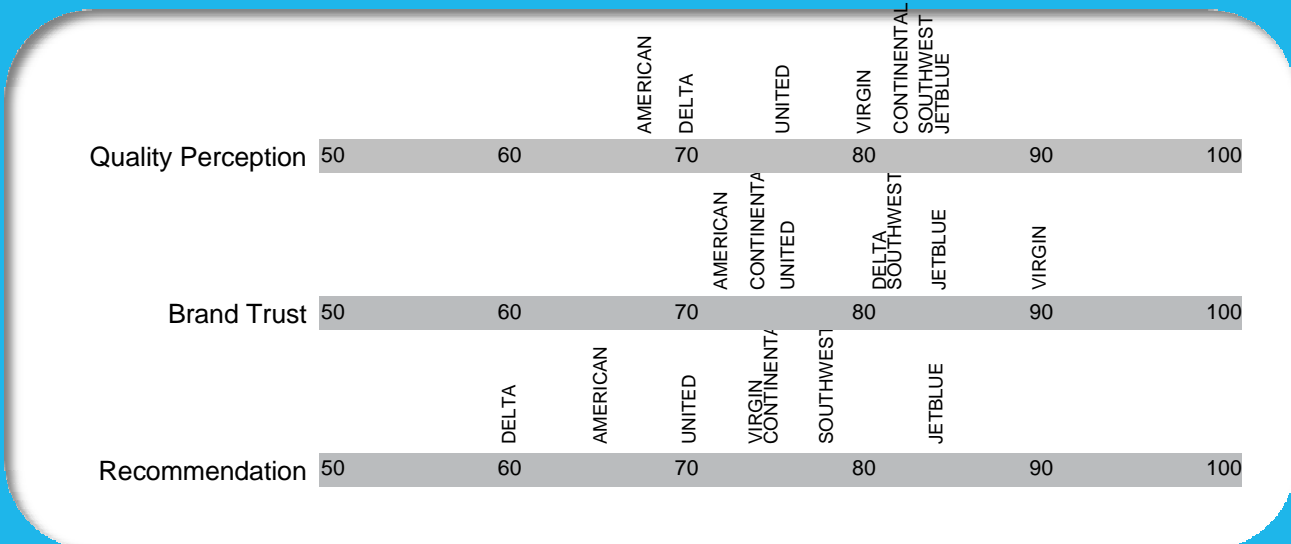 AMERICAN
DELTA
UNITED
VIRGIN
CONTINENTAL
SOUTHWEST
JETBLUE
Quality Perception 50 60 70 80 90 100
AMERICAN
CONTINENTA
UNITED
DELTA
SOUTHWEST
JETBLUE
VIRGIN
Brand Trust 50 60 70 80 90 100
DELTA
AMERICAN
UNITED
VIRGIN
CONTINENTA
SOUTHWEST
JETBLUE
Recommendation 50 60 70 80 90 100